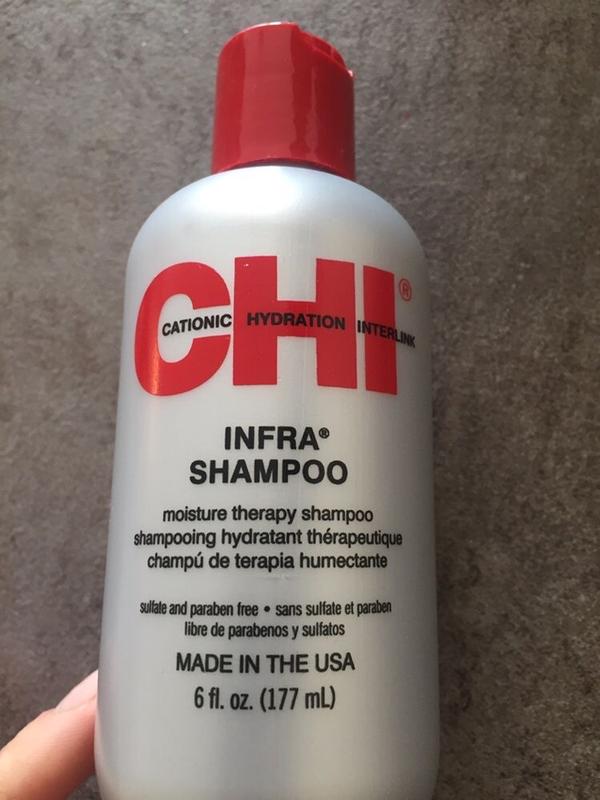 CHI®
CATIONIC HYDRATION INTERLINK
INFRA®
SHAMPOO
moisture therapy shampoo
shampooing hydratant thérapeutique
champú de terapia humectante
sulfate and paraben free • sans sulfate et paraben
libre de parabenos y sulfatos
MADE IN THE USA
6 fl. oz. (177 mL)